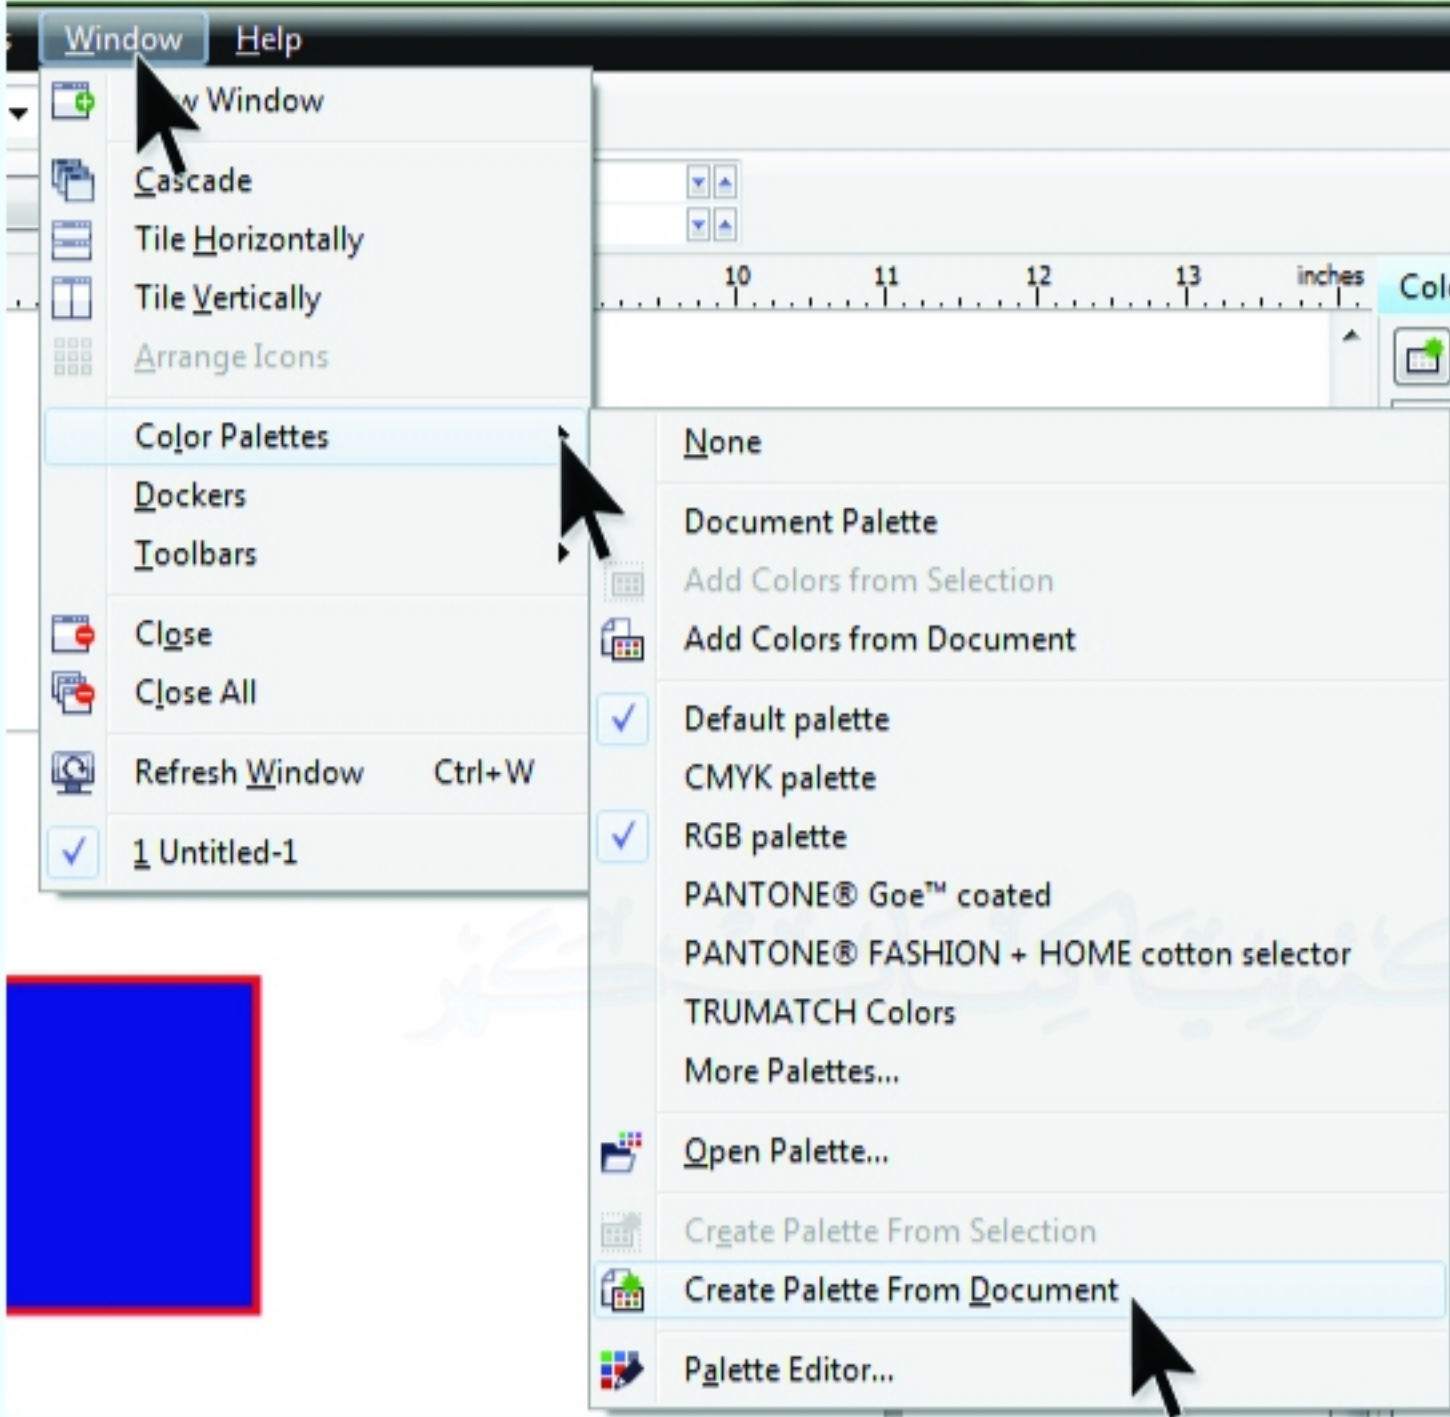 Window Help
Window
Cascade
Tile Horizontally
Tile Vertically
Arrange Icons
Color Palettes
Dockers
Toolbars
Close
Close All
Refresh Window Ctrl+W
1 Untitled-1
10 11 12 13 inches
None
Document Palette
Add Colors from Selection
Add Colors from Document
Default palette
CMYK palette
RGB palette
PANTONE® Goe™ coated
PANTONE® FASHION + HOME cotton selector
TRUMATCH Colors
More Palettes...
Open Palette...
Create Palette From Selection
Create Palette From Document
Palette Editor...